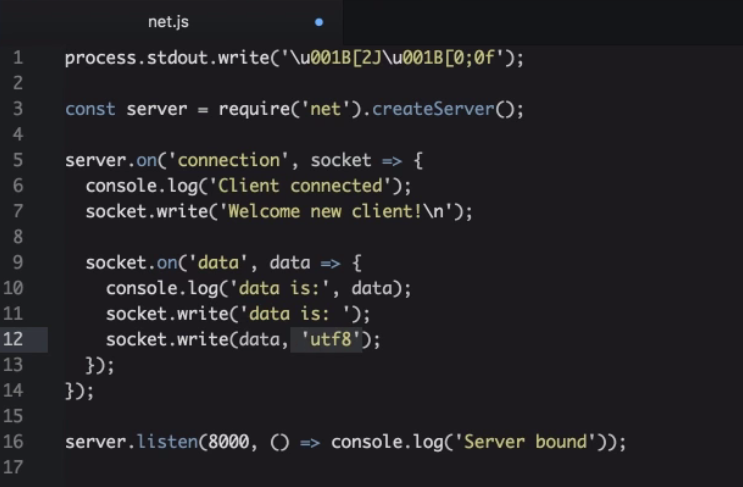 net.js
1 process.stdout.write('\u001B[2J\u001B[0;0f');
2
3 const server = require('net').createServer();
4
5 server.on('connection', socket => {
6   console.log('Client connected');
7   socket.write('Welcome new client!\n');
8
9   socket.on('data', data => {
10     console.log('data is:', data);
11     socket.write('data is: ');
12     socket.write(data, 'utf8');
13   });
14 });
15
16 server.listen(8000, () => console.log('Server bound'));
17